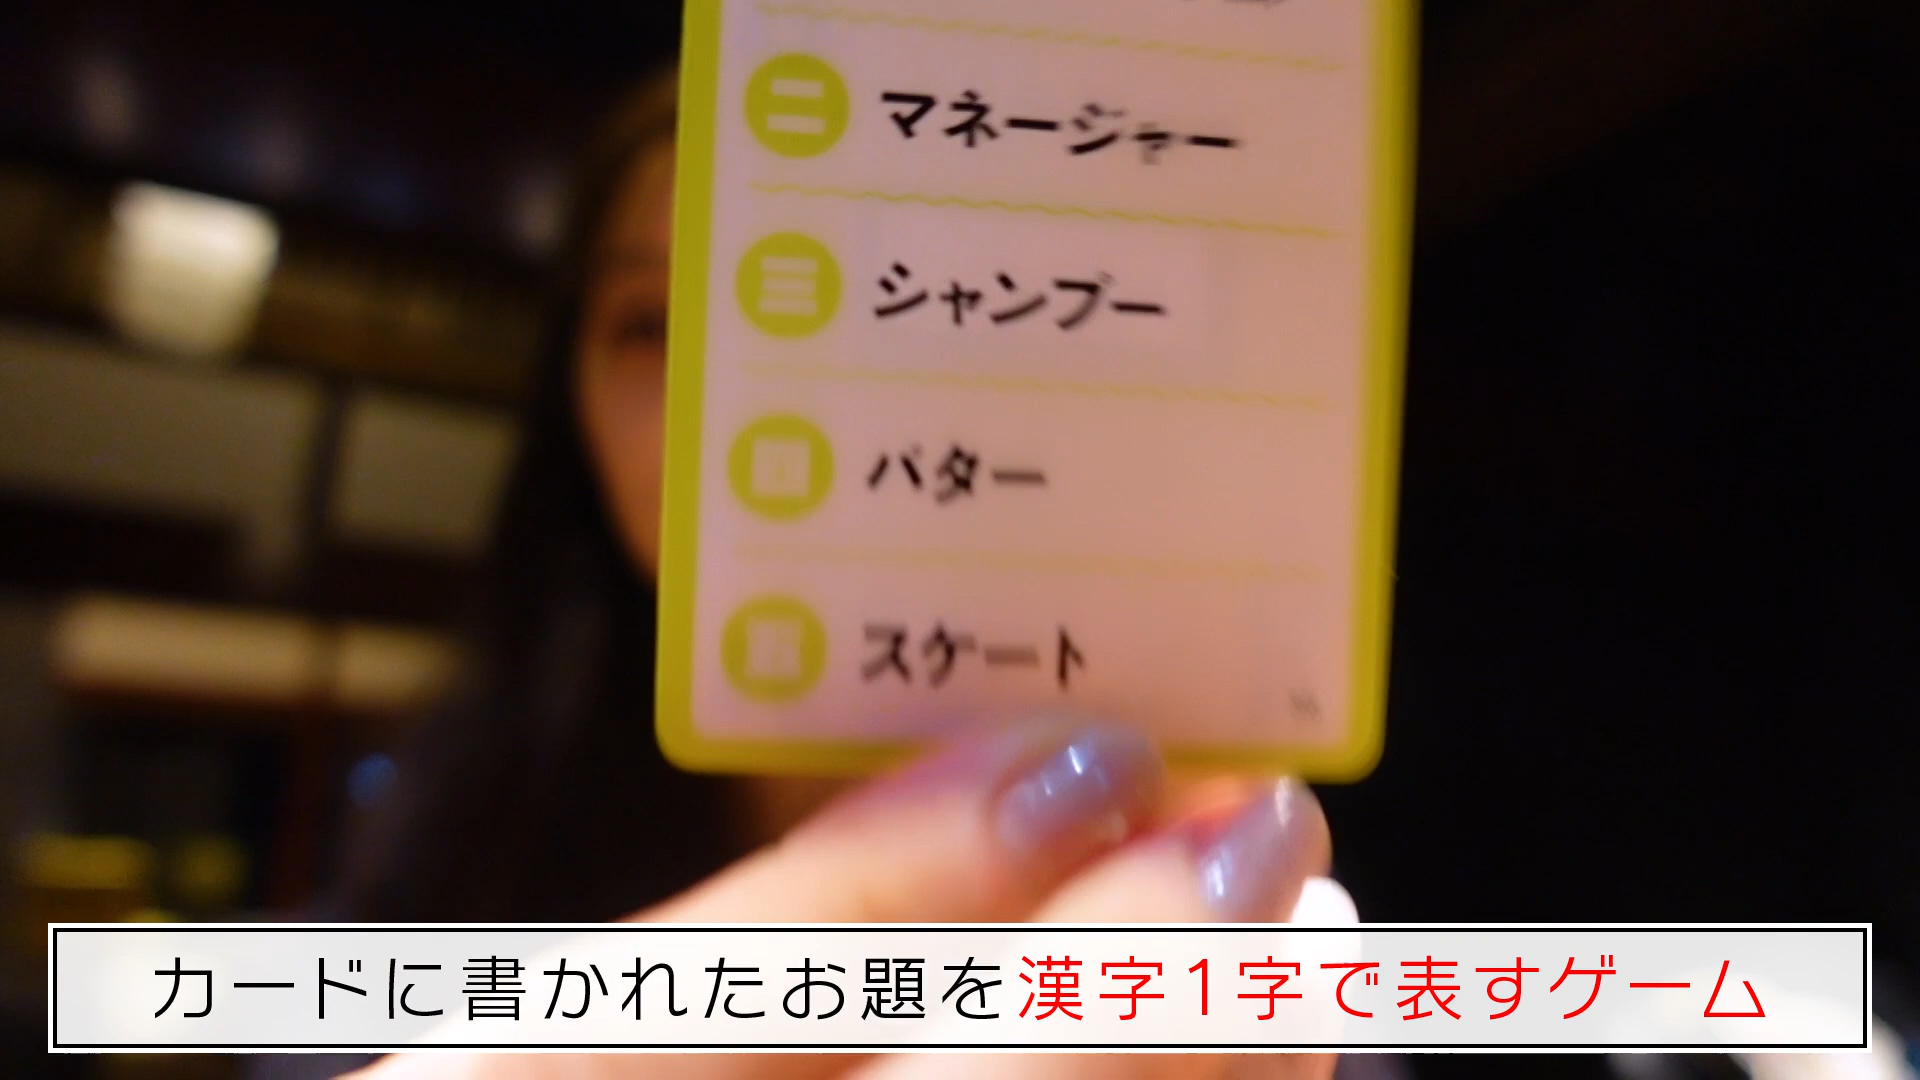 二 マネージャー
三 シャンプー
四 バター
五 スケート
カードに書かれたお題を漢字1字で表すゲーム